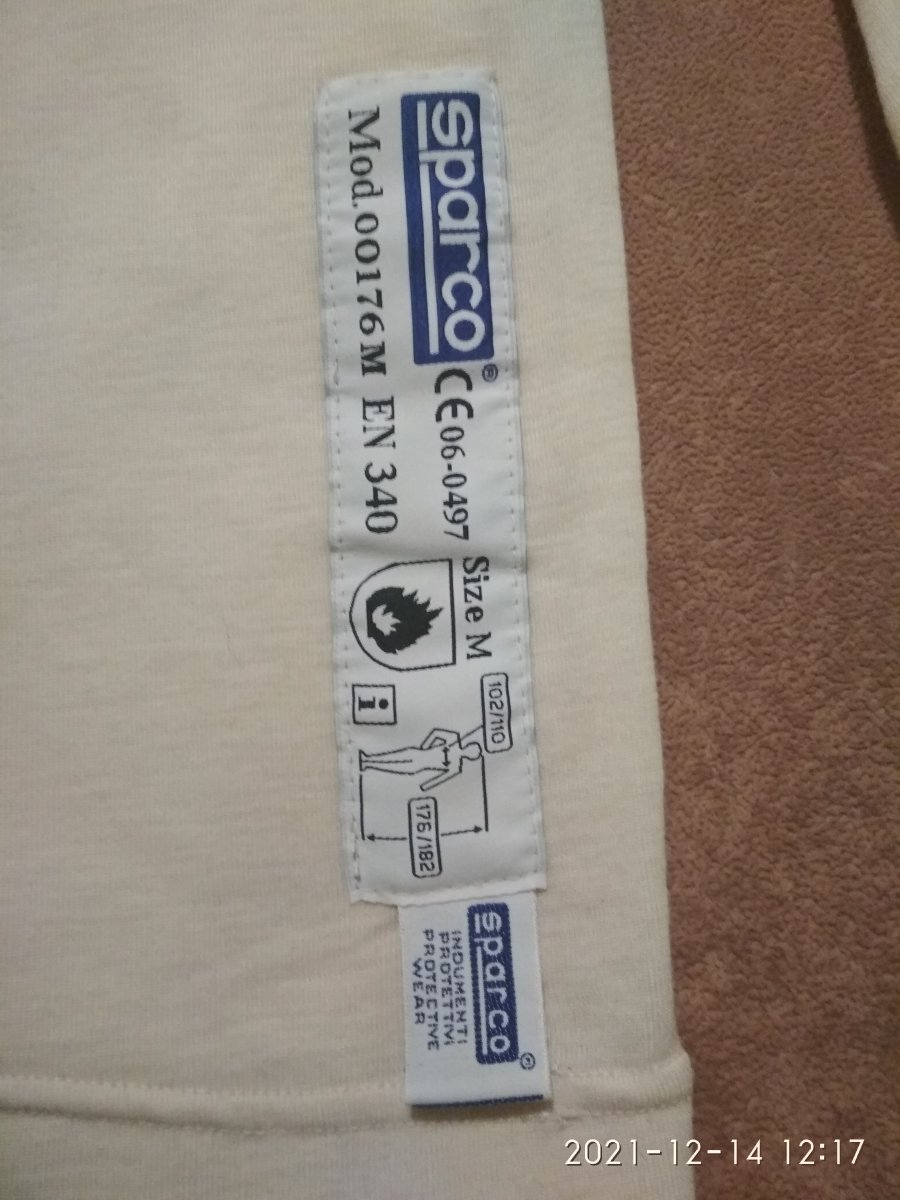 sparco®
CE 06-0497 Size M
Mod. 00176M EN 340
i
102/110
176/182
sparco®
INDUMENTI
PROTETTIVI
PROTECTIVE
WEAR
2021-12-14 12:17